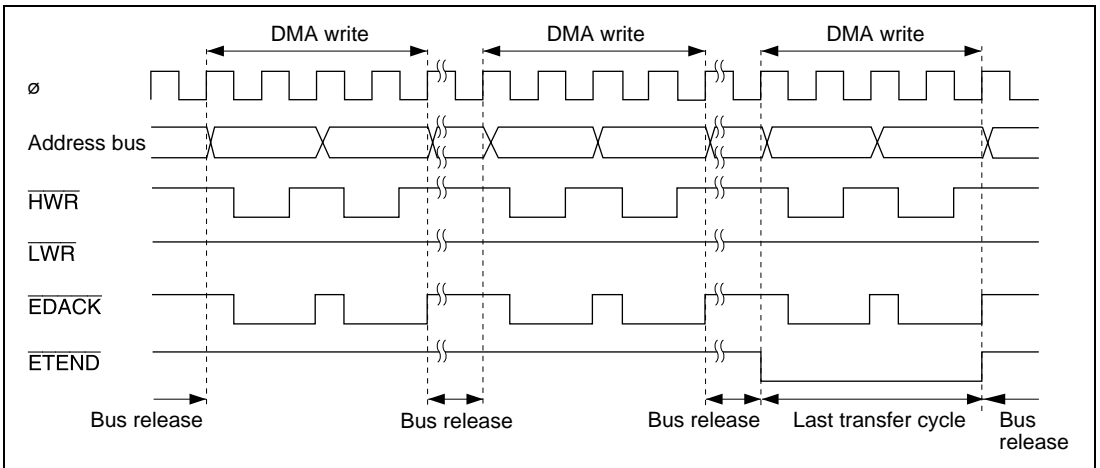 DMA write DMA write DMA write
ø
Address bus
HWR
LWR
EDACK
ETEND
Bus release Bus release Bus release Last transfer cycle Bus
release